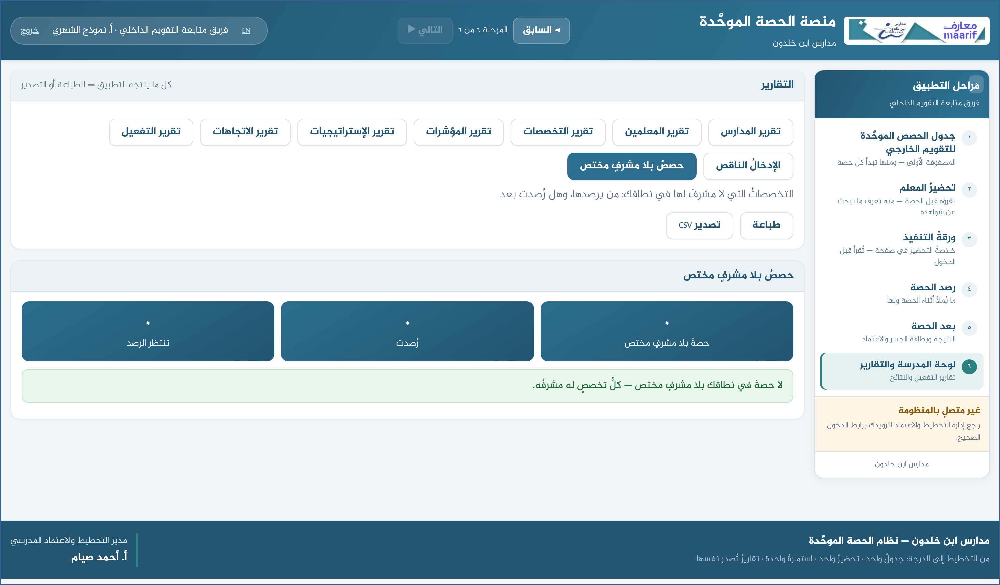 معارف
maarif
مدارس
ابن خلدون
Ibn Khaldun Schools
منصة الحصة الموحَّدة
مدارس ابن خلدون
◄ السابق
المرحلة ٦ من ٦
التالي ▶
EN
فريق متابعة التقويم الداخلي · أ. نموذج الشهري
خروج
مراحل التطبيق
فريق متابعة التقويم الداخلي
١
جدول الحصص الموحَّدة
للتقويم الخارجي
المصفوفة الأولى — ومنها تبدأ كل حصة
٢
تحضيرُ المعلم
تقرؤه قبل الحصة — منه تعرف ما تبحث
عن شواهده
٣
ورقةُ التنفيذ
خلاصةُ التحضير في صفحة — تُقرأ قبل
الدخول
٤
رصد الحصة
ما يُملأ أثناء الحصة ولها
٥
بعد الحصة
النتيجة وبطاقة الجسر والاعتماد
٦
لوحة المدرسة والتقارير
تقارير التفعيل والنتائج
غير متصلٍ بالمنظومة
راجع إدارة التخطيط والاعتماد لتزويدك برابط الدخول
الصحيح.
مدارس ابن خلدون
التقارير
كل ما ينتجه التطبيق — للطباعة أو التصدير
تقرير المدارس
تقرير المعلمين
تقرير التخصصات
تقرير المؤشرات
تقرير الإستراتيجيات
تقرير الاتجاهات
تقرير التفعيل
الإدخالُ الناقص
حصصٌ بلا مشرفٍ مختص
التخصصاتُ التي لا مشرفَ لها في نطاقك: من يرصدها، وهل رُصدت بعد
طباعة
تصدير CSV
حصصٌ بلا مشرفٍ مختص
٠
حصةً بلا مشرفٍ مختص
٠
رُصدت
٠
تنتظر الرصد
لا حصةَ في نطاقك بلا مشرفٍ مختص — كلُّ تخصصٍ له مشرفُه.
مدارس ابن خلدون — نظام الحصة الموحَّدة
من التخطيط إلى الدرجة: جدولٌ واحد · تحضيرٌ واحد · استمارةٌ واحدة · تقاريرُ تُصدر نفسها
مدير التخطيط والاعتماد المدرسي
أ. أحمد صيام